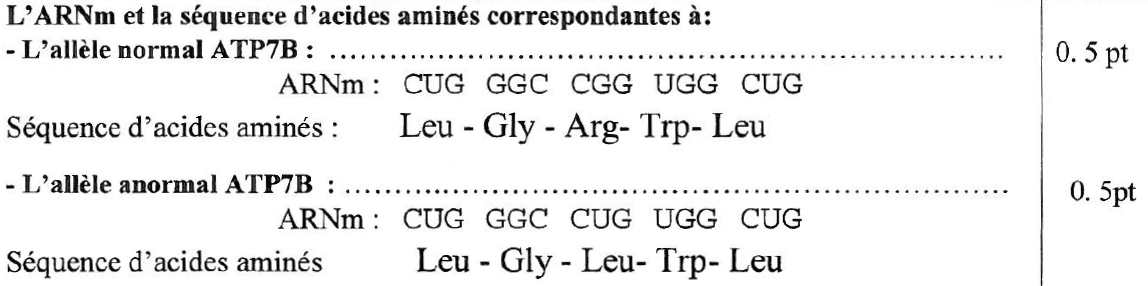 L'ARNm et la séquence d'acides aminés correspondantes à:
- L'allèle normal ATP7B : ........................................................................................ 0. 5 pt
ARNm : CUG GGC CGG UGG CUG
Séquence d'acides aminés : Leu - Gly - Arg- Trp- Leu
- L'allèle anormal ATP7B : ....................................................................................... 0. 5pt
ARNm : CUG GGC CUG UGG CUG
Séquence d'acides aminés Leu - Gly - Leu- Trp- Leu